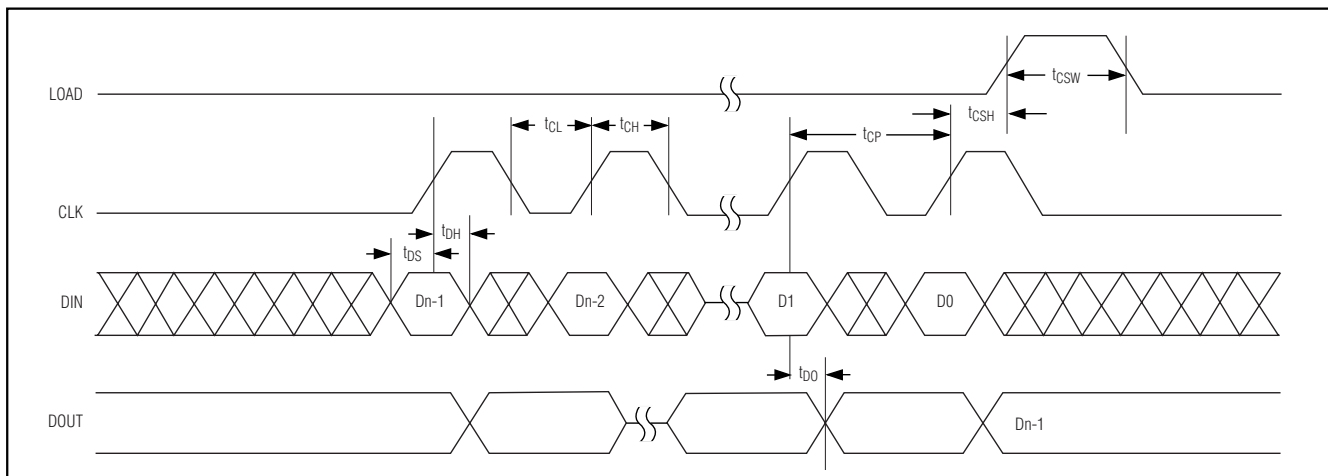 LOAD
tCSW
tCSH
tCL
tCH
tCP
CLK
tDH
tDS
DIN
Dn-1
Dn-2
D1
D0
tDO
DOUT
Dn-1